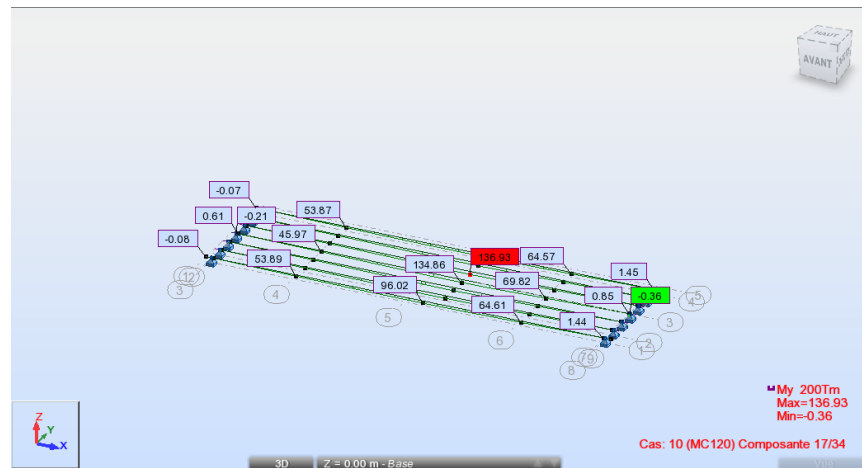 HAUT
AVANT
-0.07
53.87
0.61
-0.21
45.97
-0.08
136.93
64.57
53.89
134.86
1.45
69.82
96.02
0.85
-0.36
64.61
1.44
3
4
5
6
8
1
2
3
4
5
My 200Tm
Max=136.93
Min=-0.36
Cas: 10 (MC120) Composante 17/34
Z
Y
X
3D
Z = 0.00 m - Base